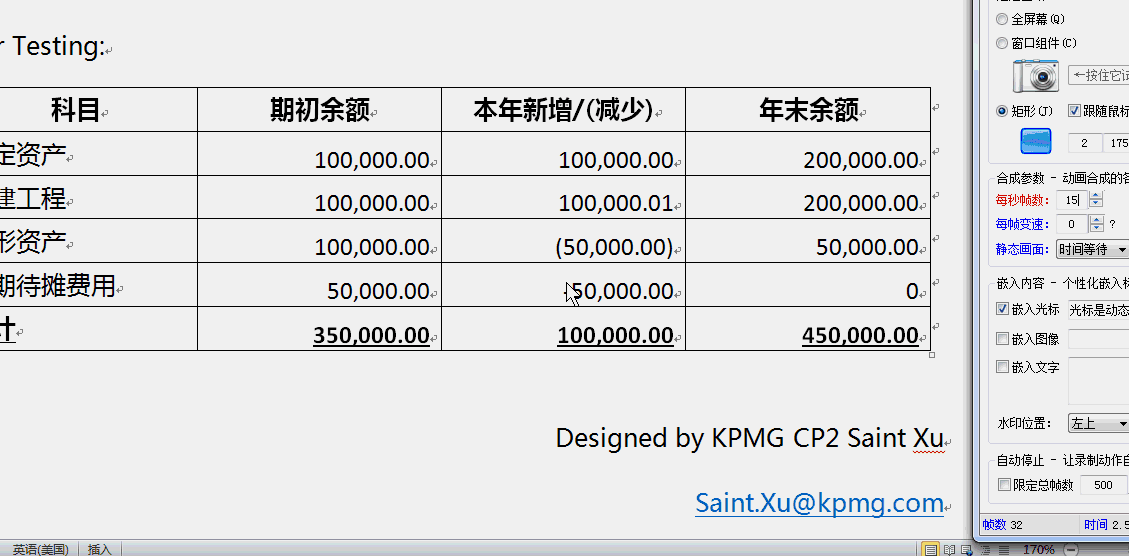 r Testing:
科目 期初余额 本年新增/(减少) 年末余额
定资产 100,000.00 100,000.00 200,000.00
建工程 100,000.00 100,000.01 200,000.00
形资产 100,000.00 (50,000.00) 50,000.00
期待摊费用 50,000.00 -50,000.00 0
计 350,000.00 100,000.00 450,000.00
Designed by KPMG CP2 Saint Xu
Saint.Xu@kpmg.com
英语(美国) 插入 170%
全屏幕(Q)
窗口组件(C)
←按住它试
矩形(T) 跟随鼠标
2 175
合成参数 - 动画合成的各
每秒帧数: 15
每帧变速: 0 ?
静态画面: 时间等待
嵌入内容 - 个性化嵌入标
嵌入光标 光标是动态
嵌入图像
嵌入文字
水印位置: 左上
自动停止 - 让录制动作自
限定总帧数 500
帧数 32 时间 2.5